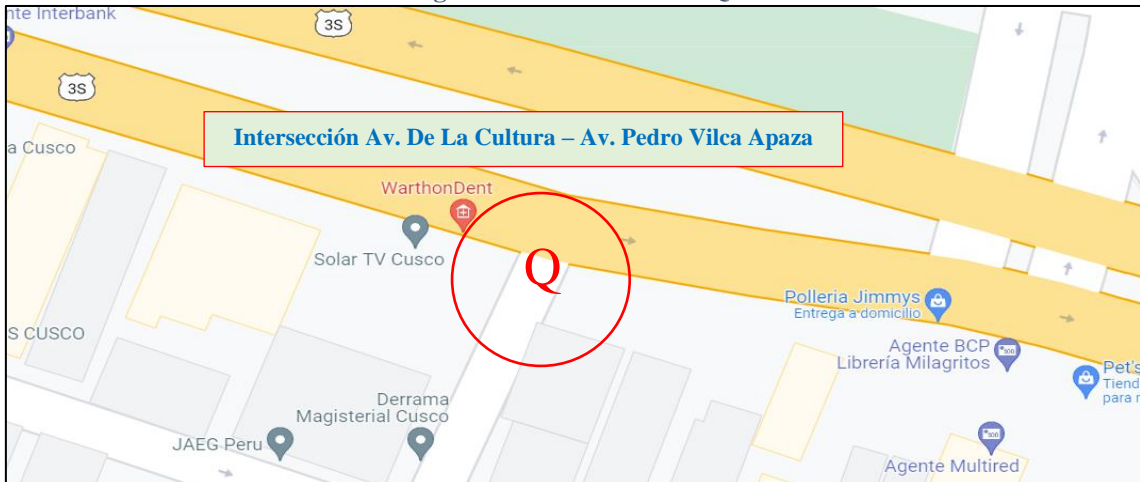 nte Interbank
3S
3S
Intersección Av. De La Cultura – Av. Pedro Vilca Apaza
a Cusco
WarthonDent
Solar TV Cusco
Q
Polleria Jimmys
Entrega a domicilio
S CUSCO
Agente BCP
Librería Milagritos
Pet's
Tiend
para r
Derrama
Magisterial Cusco
JAEG Peru
Agente Multired